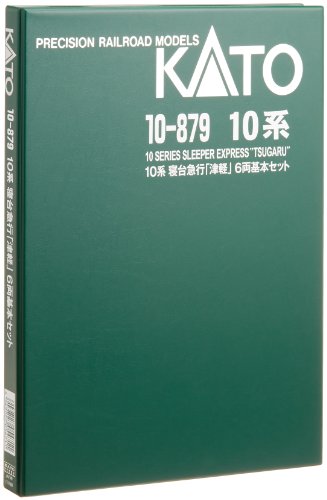 PRECISION RAILROAD MODELS
KATO
10-879 10系
10 SERIES SLEEPER EXPRESS "TSUGARU"
10系 寝台急行「津軽」6両基本セット
10-879 10系 寝台急行「津軽」6両基本セット